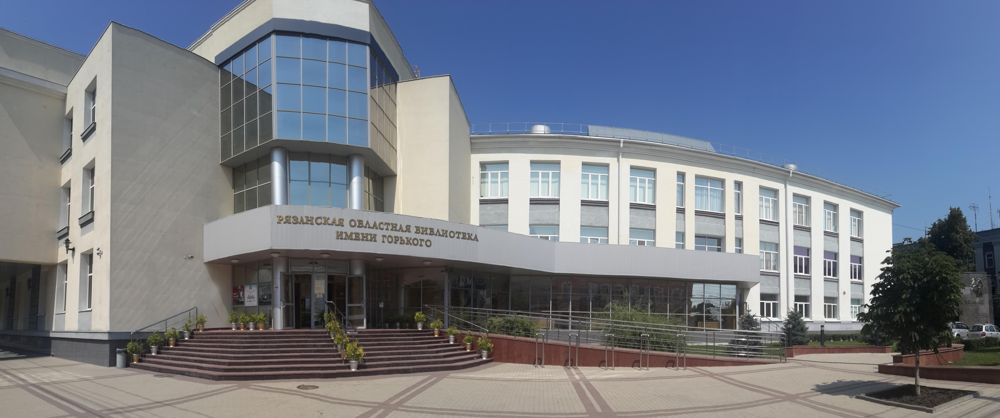 РЯЗАНСКАЯ ОБЛАСТНАЯ БИБЛИОТЕКА
ИМЕНИ ГОРЬКОГО